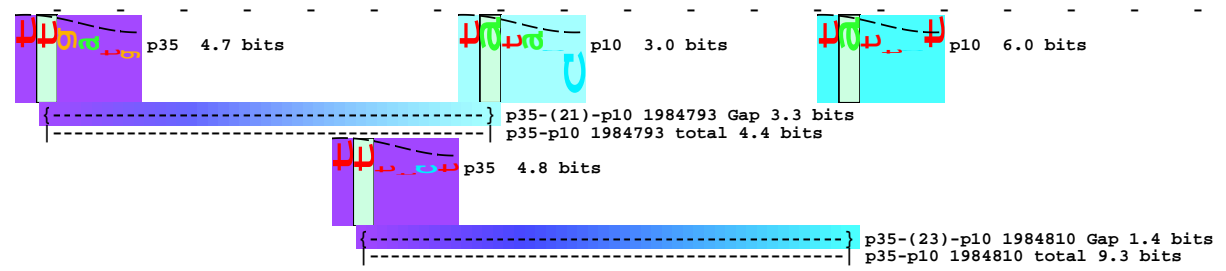 - - - - - - - - - - - - - - - - - - -
t t g a t g p35 4.7 bits
t a t a c p10 3.0 bits
t a t t p10 6.0 bits
{----------------------------------------} p35-(21)-p10 1984793 Gap 3.3 bits
|----------------------------------------| p35-p10 1984793 total 4.4 bits
t t t c t p35 4.8 bits
{--------------------------------------------} p35-(23)-p10 1984810 Gap 1.4 bits
|--------------------------------------------| p35-p10 1984810 total 9.3 bits